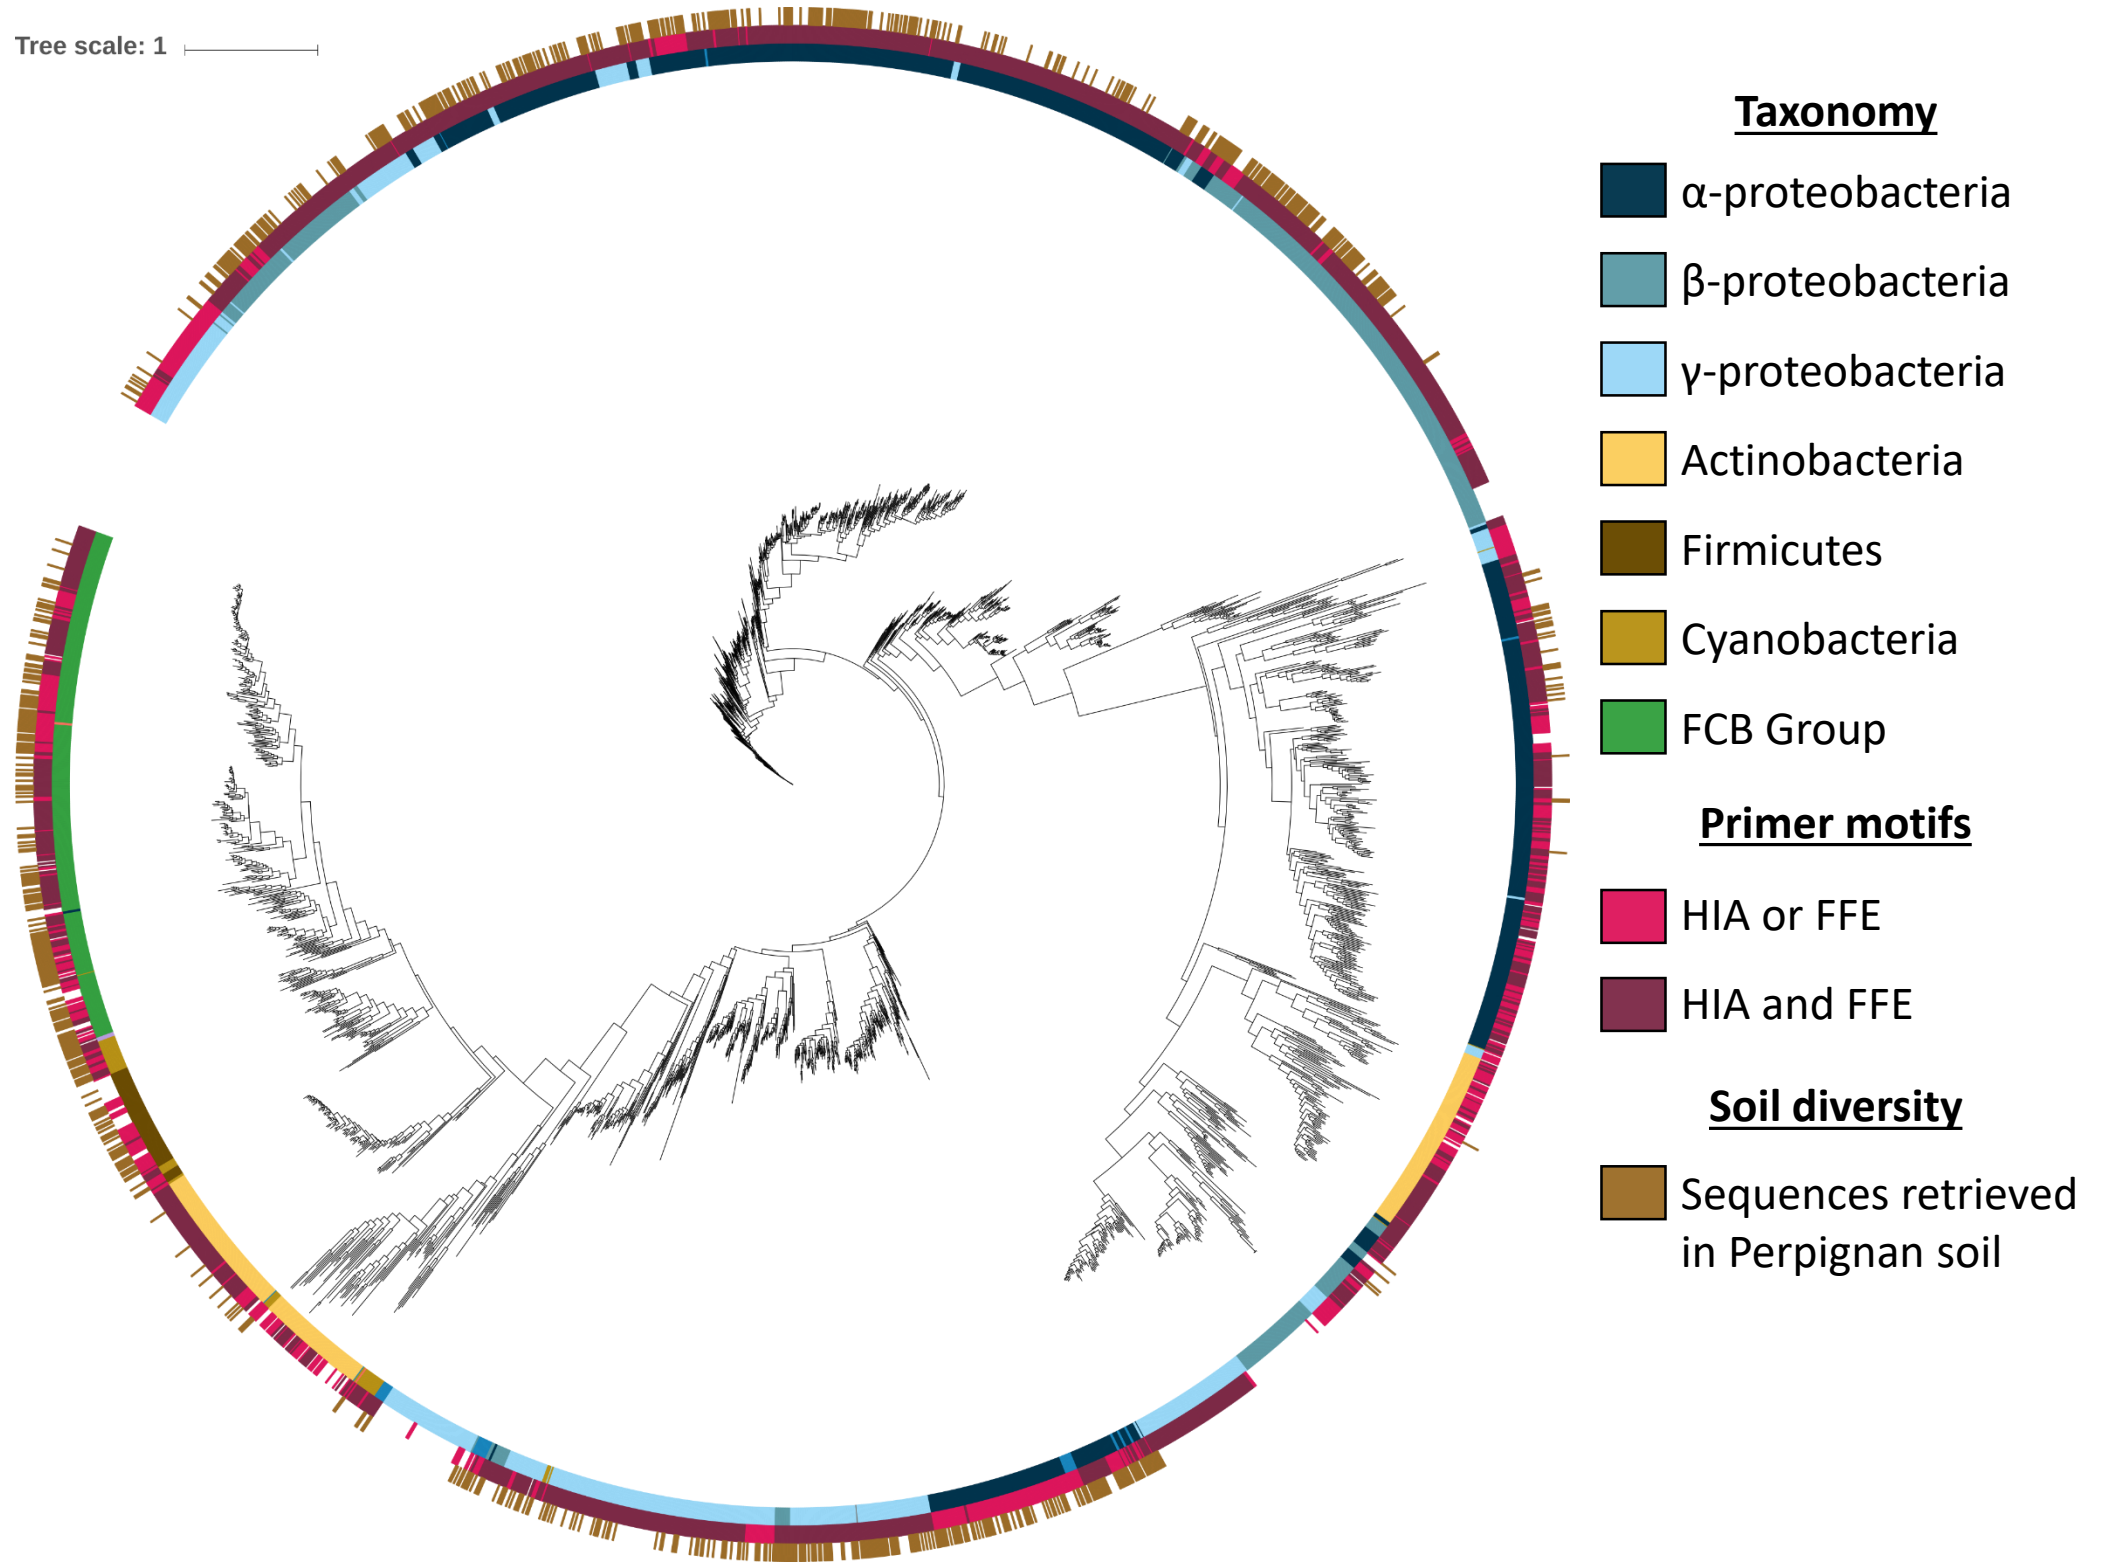 Tree scale: 1
Taxonomy
α-proteobacteria
β-proteobacteria
γ-proteobacteria
Actinobacteria
Firmicutes
Cyanobacteria
FCB Group
Primer motifs
HIA or FFE
HIA and FFE
Soil diversity
Sequences retrieved
in Perpignan soil